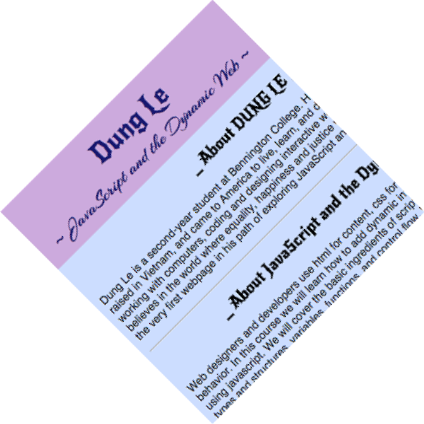 Dung Le
~ JavaScript and the Dynamic Web ~
_ About DUNG LE
Dung Le is a second-year student at Bennington College. H
raised in Vietnam, and came to America to live, learn, and d
working with computers, coding and designing interactive w
believes in the world where equality, happiness and justice
the very first webpage in his path of exploring JavaScript an
_ About JavaScript and the Dy
Web designers and developers use html for content, css for
behavior. In this course we will learn how to add dynamic in
using javascript. We will cover the basic ingredients of scrip
types and structures, variables, functions, and control flow